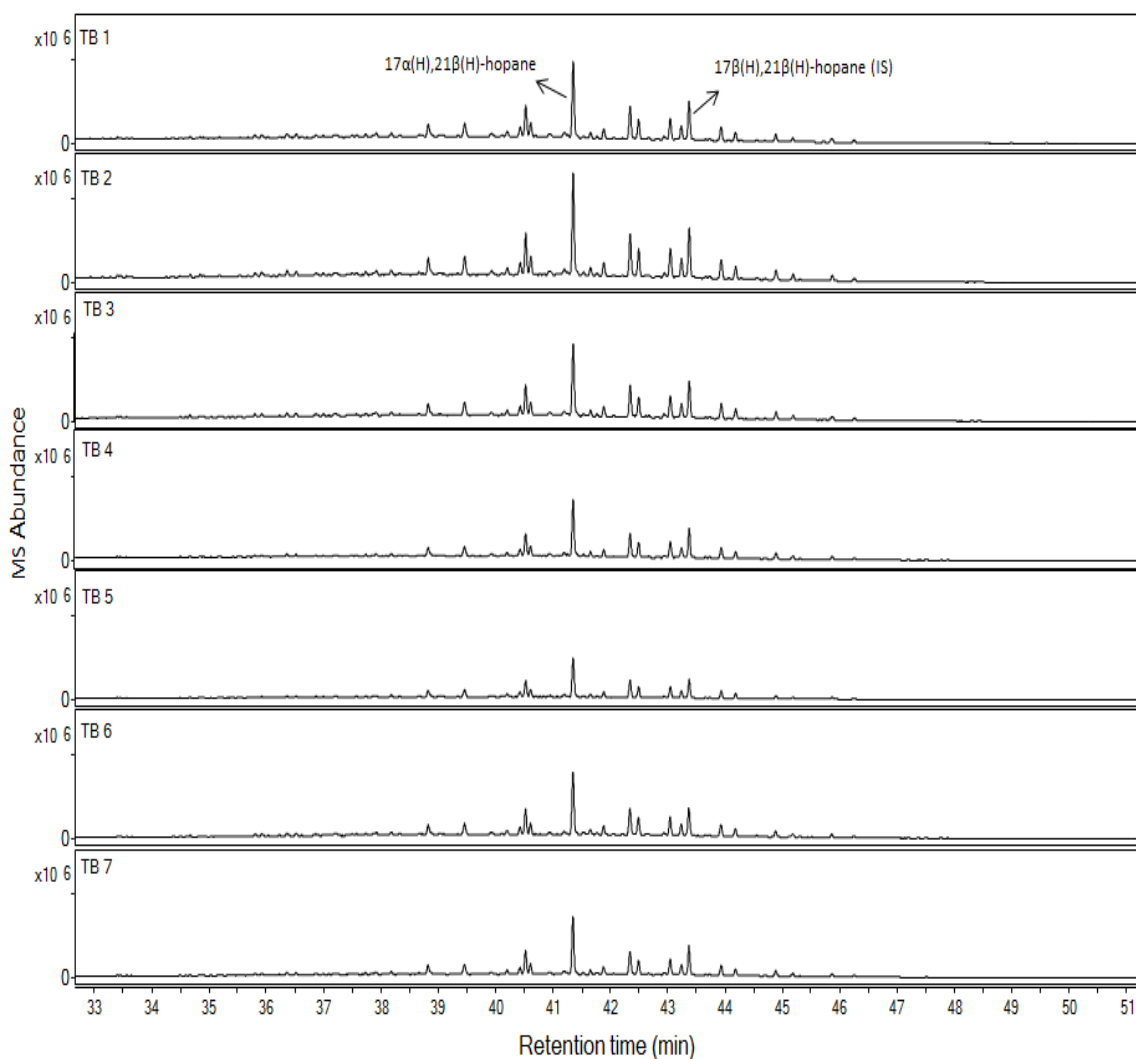 x10 6 TB 1
17α(H),21β(H)-hopane
17β(H),21β(H)-hopane (IS)
0
x10 6 TB 2
0
x10 6 TB 3
0
x10 6 TB 4
0
x10 6 TB 5
0
x10 6 TB 6
0
x10 6 TB 7
0
Ms Abundance
33 34 35 36 37 38 39 40 41 42 43 44 45 46 47 48 49 50 51
Retention time (min)